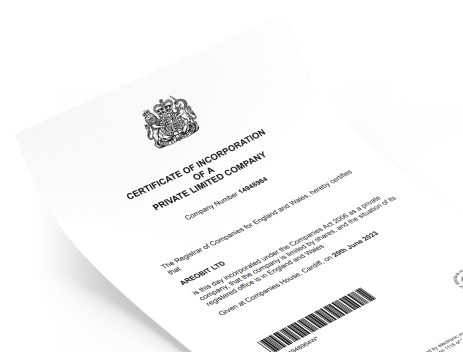 CERTIFICATE OF INCORPORATION
OF A
PRIVATE LIMITED COMPANY
Company Number 14948964
The Registrar of Companies for England and Wales, hereby certifies
that
AREOBIT LTD
is this day incorporated under the Companies Act 2006 as a private
company, that the company is limited by shares, and the situation of its
registered office is in England and Wales
Given at Companies House, Cardiff, on 20th June 2023
by electronic